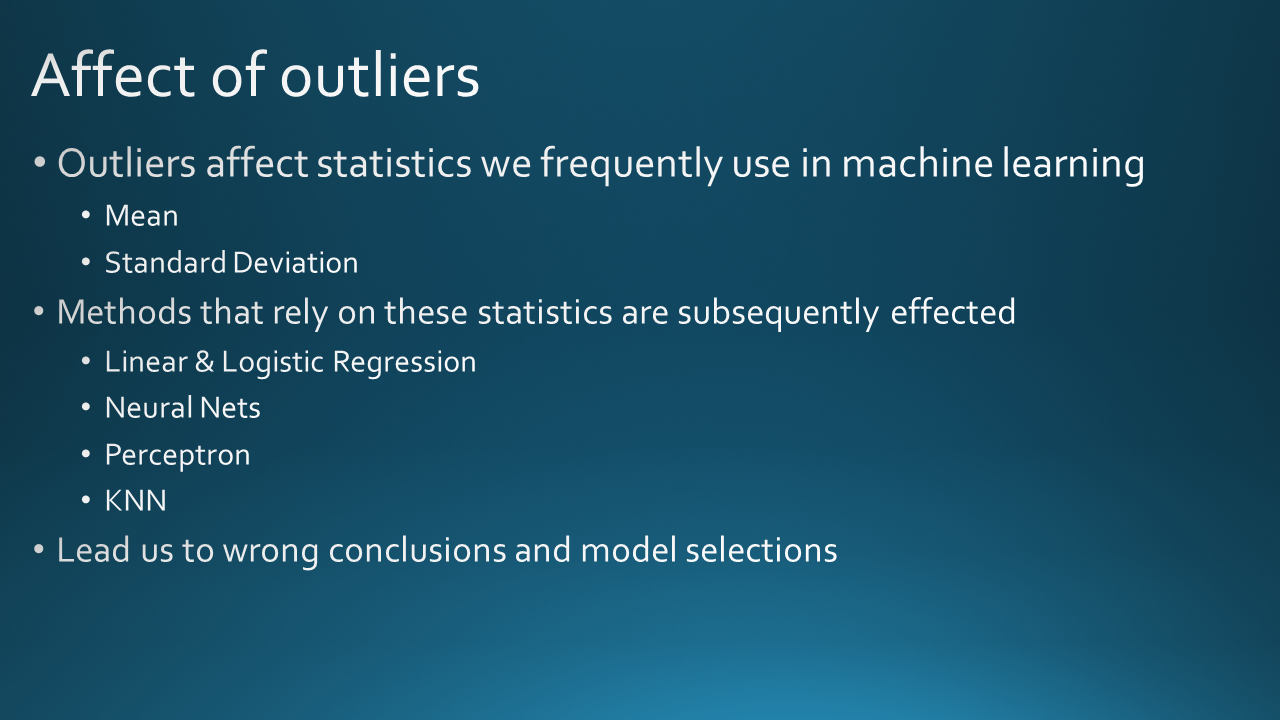 Affect of outliers
• Outliers affect statistics we frequently use in machine learning
• Mean
• Standard Deviation
• Methods that rely on these statistics are subsequently effected
• Linear & Logistic Regression
• Neural Nets
• Perceptron
• KNN
• Lead us to wrong conclusions and model selections